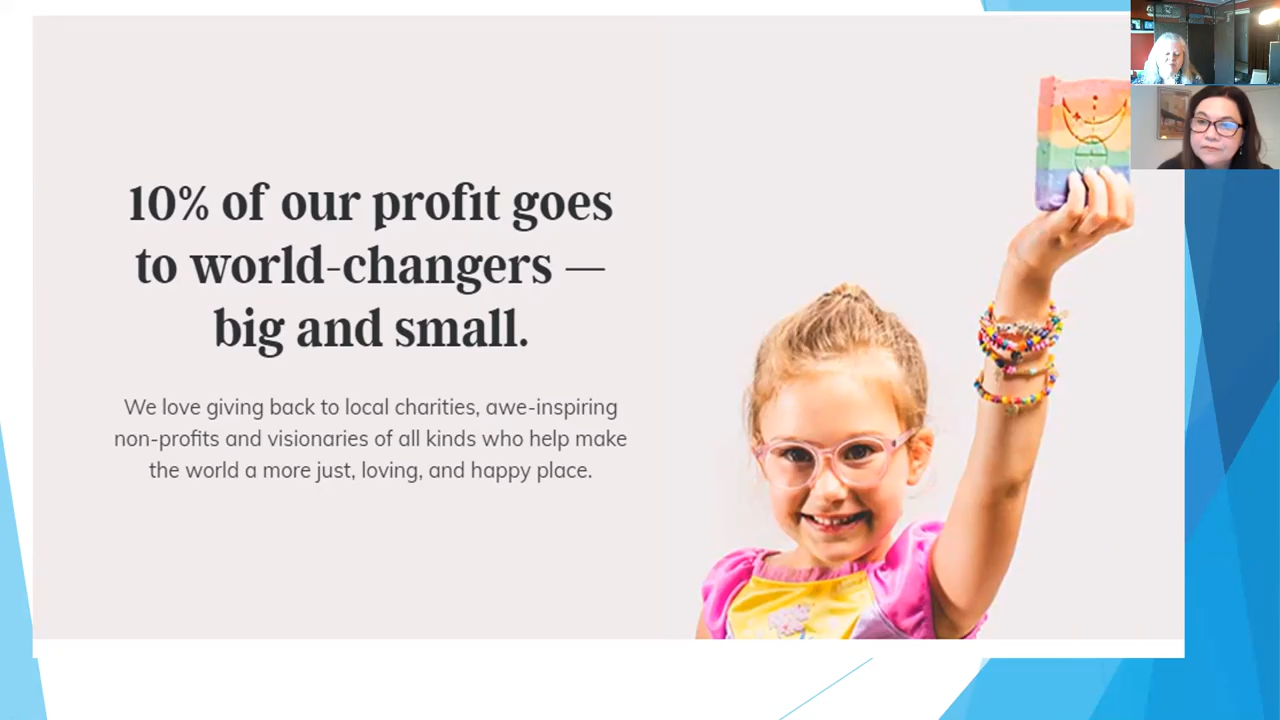 10% of our profit goes
to world-changers —
big and small.
We love giving back to local charities, awe-inspiring
non-profits and visionaries of all kinds who help make
the world a more just, loving, and happy place.